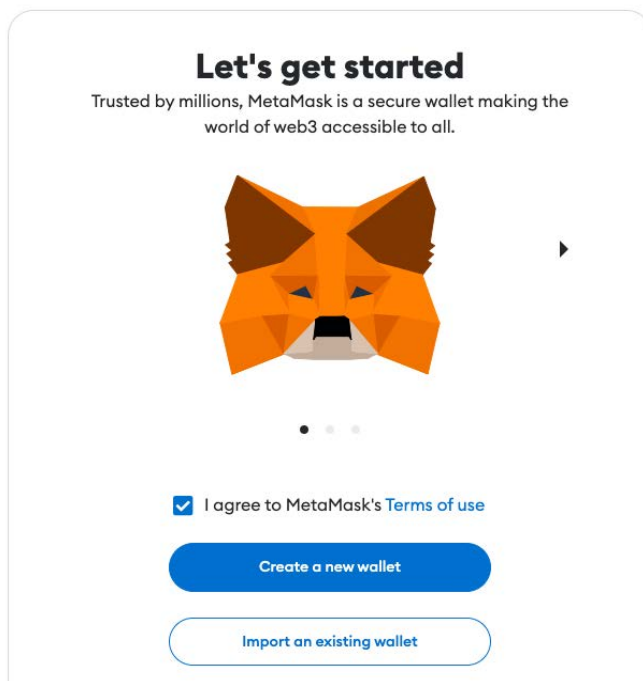 Let's get started
Trusted by millions, MetaMask is a secure wallet making the
world of web3 accessible to all.
I agree to MetaMask's Terms of use
Create a new wallet
Import an existing wallet